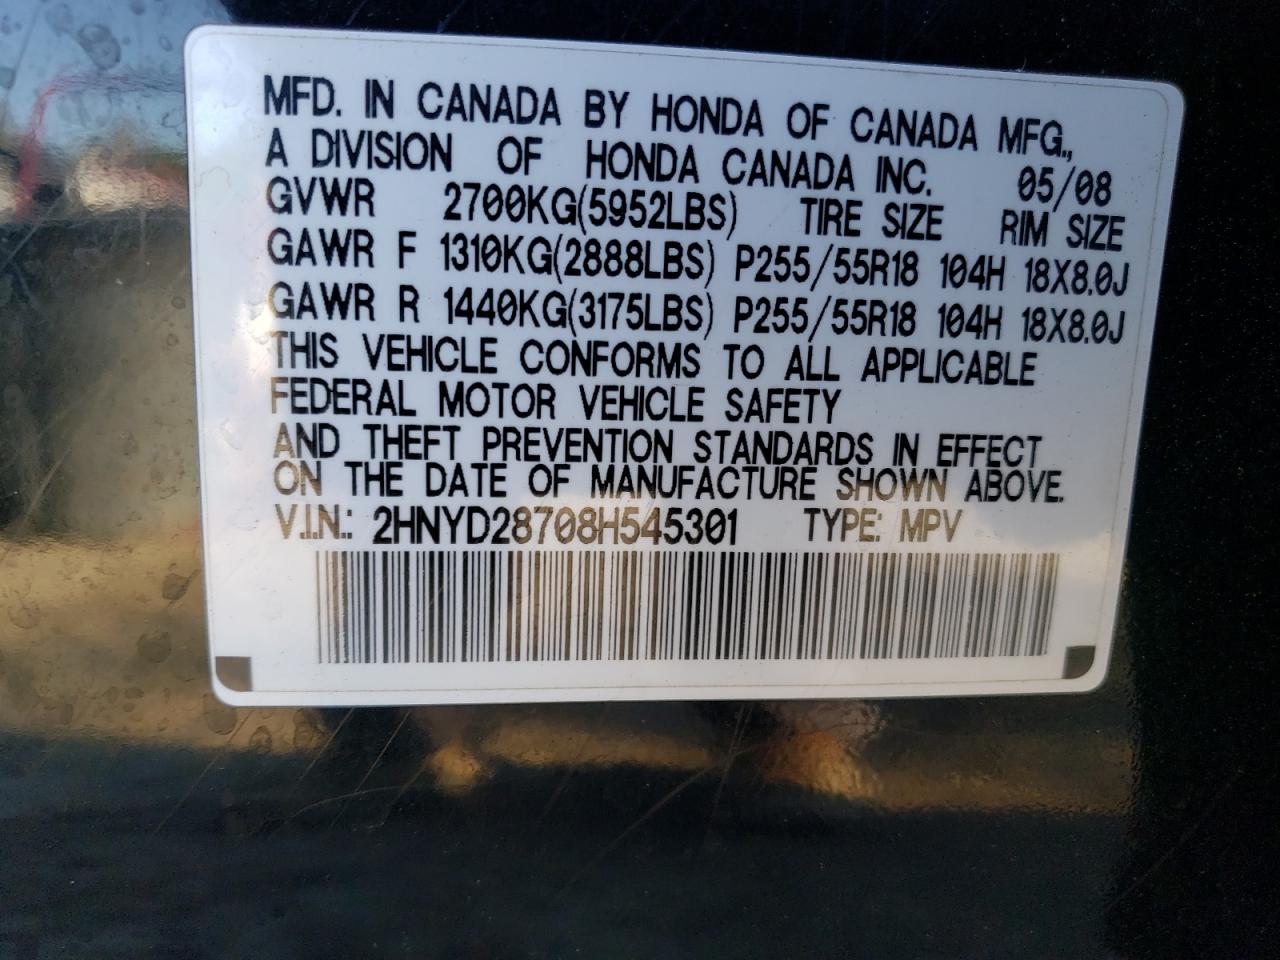 MFD. IN CANADA BY HONDA OF CANADA MFG.,
A DIVISION OF HONDA CANADA INC. 05/08
GVWR 2700KG(5952LBS) TIRE SIZE RIM SIZE
GAWR F 1310KG(2888LBS) P255/55R18 104H 18X8.0J
GAWR R 1440KG(3175LBS) P255/55R18 104H 18X8.0J
THIS VEHICLE CONFORMS TO ALL APPLICABLE
FEDERAL MOTOR VEHICLE SAFETY
AND THEFT PREVENTION STANDARDS IN EFFECT
ON THE DATE OF MANUFACTURE SHOWN ABOVE.
V.I.N.: 2HNYD28708H545301 TYPE: MPV